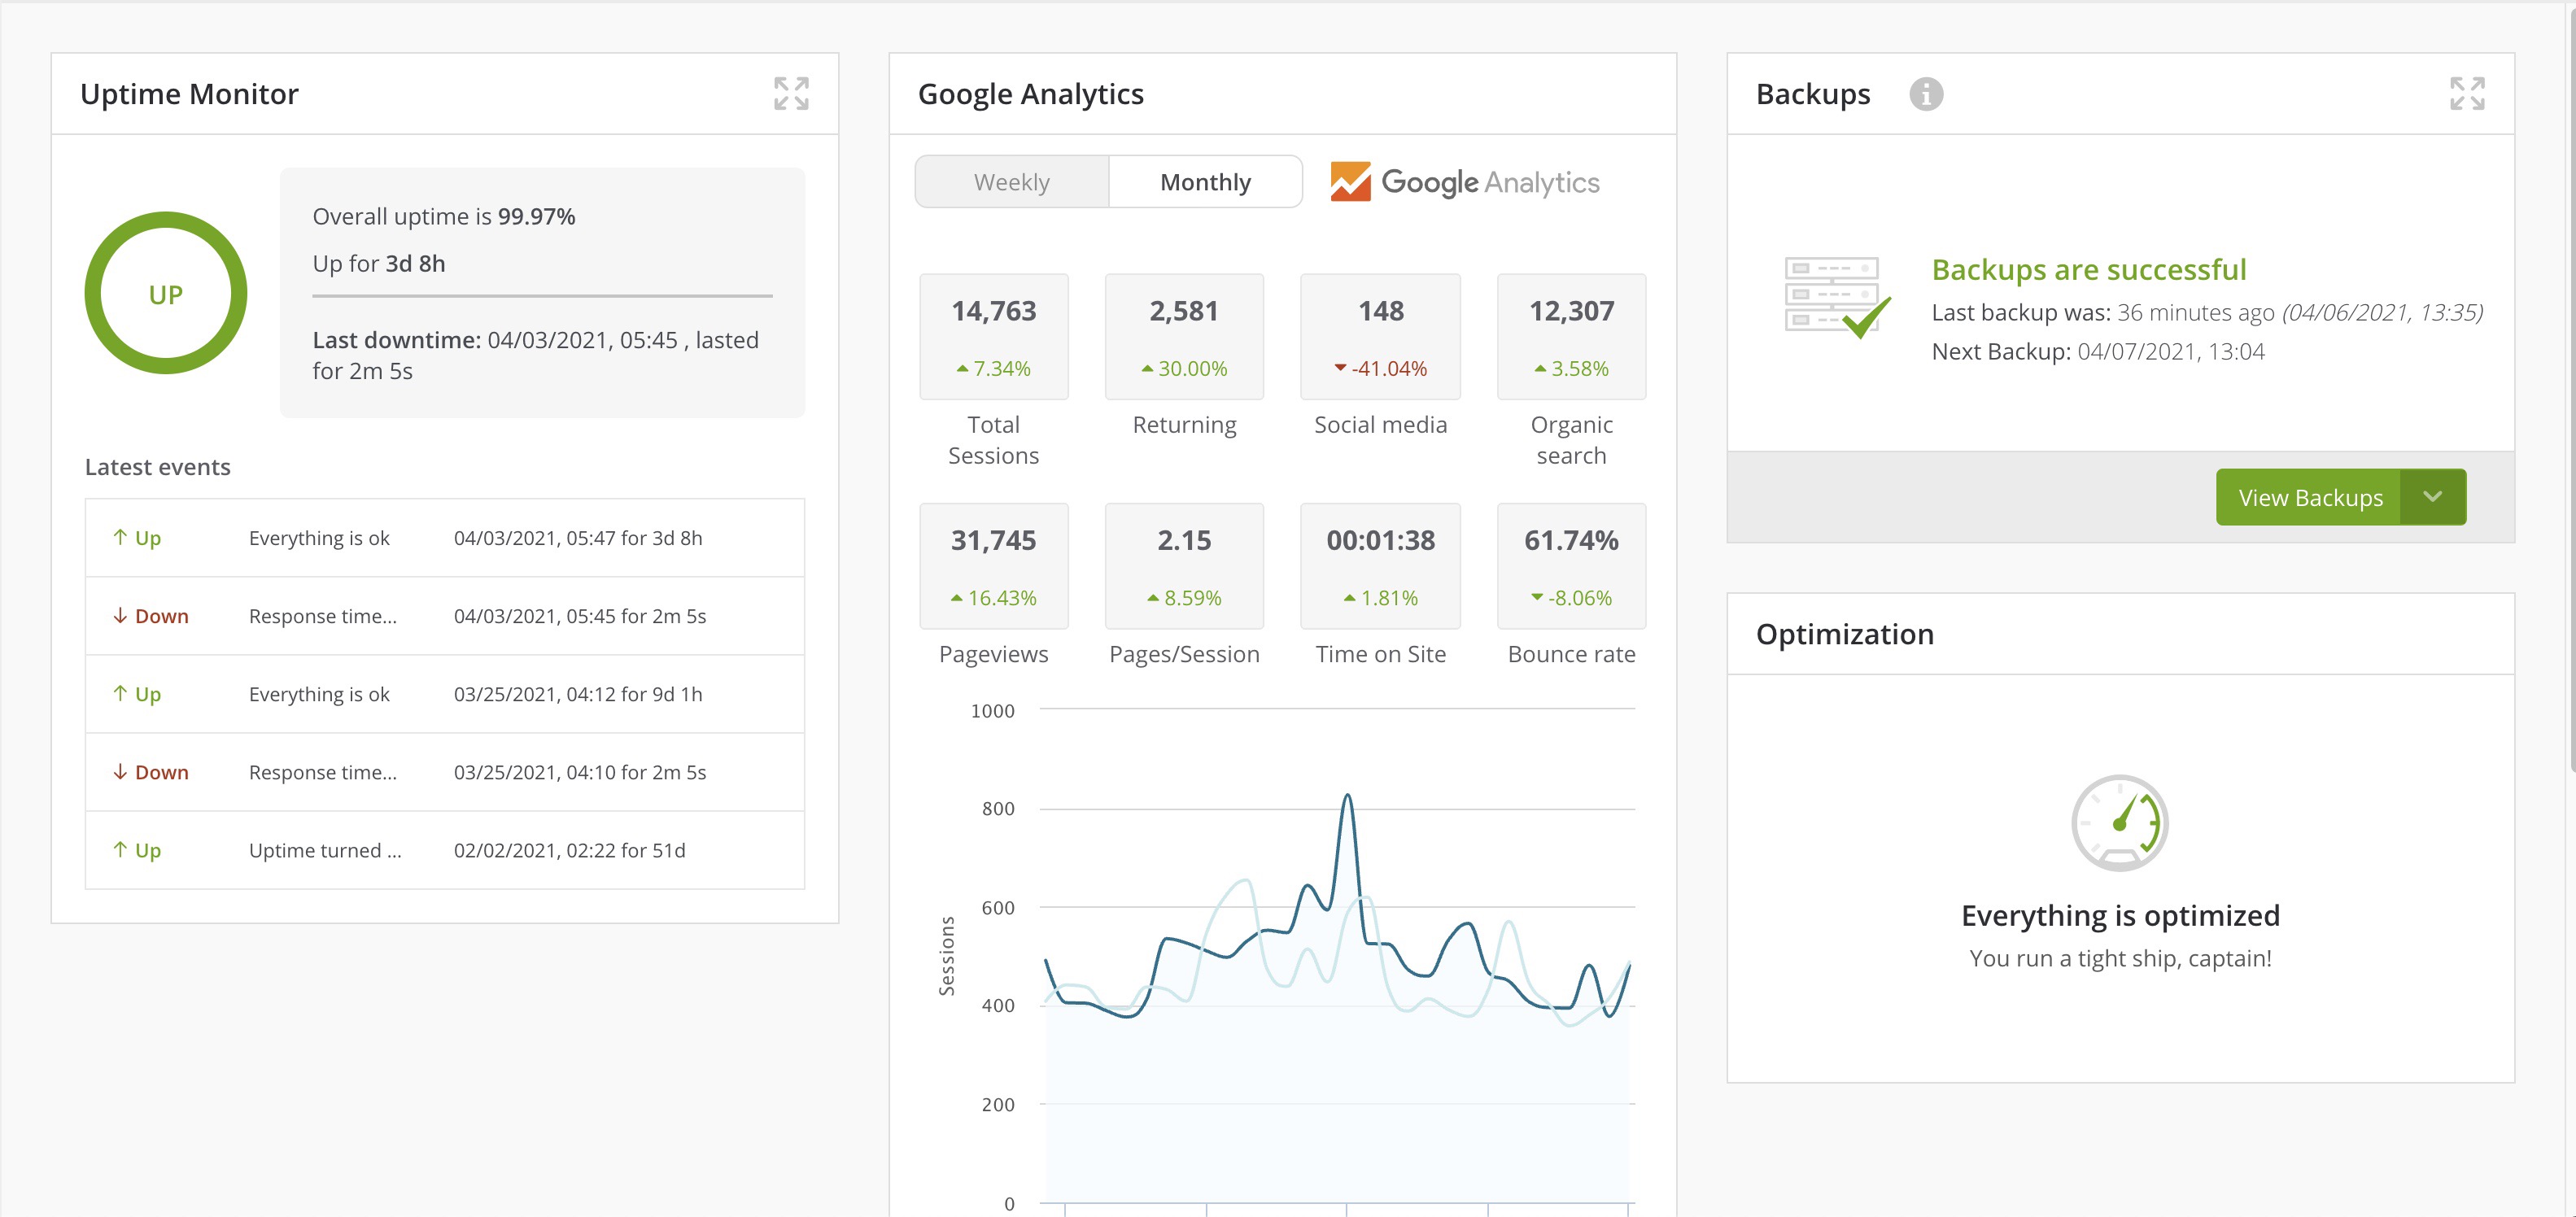 Uptime Monitor
UP
Overall uptime is 99.97%
Up for 3d 8h
Last downtime: 04/03/2021, 05:45 , lasted
for 2m 5s
Latest events
Up Everything is ok 04/03/2021, 05:47 for 3d 8h
Down Response time... 04/03/2021, 05:45 for 2m 5s
Up Everything is ok 03/25/2021, 04:12 for 9d 1h
Down Response time... 03/25/2021, 04:10 for 2m 5s
Up Uptime turned ... 02/02/2021, 02:22 for 51d
Google Analytics
Weekly Monthly Google Analytics
14,763 2,581 148 12,307
7.34% 30.00% -41.04% 3.58%
Total Returning Social media Organic
Sessions search
31,745 2.15 00:01:38 61.74%
16.43% 8.59% 1.81% -8.06%
Pageviews Pages/Session Time on Site Bounce rate
Sessions
1000
800
600
400
200
0
Backups i
Backups are successful
Last backup was: 36 minutes ago (04/06/2021, 13:35)
Next Backup: 04/07/2021, 13:04
View Backups
Optimization
Everything is optimized
You run a tight ship, captain!